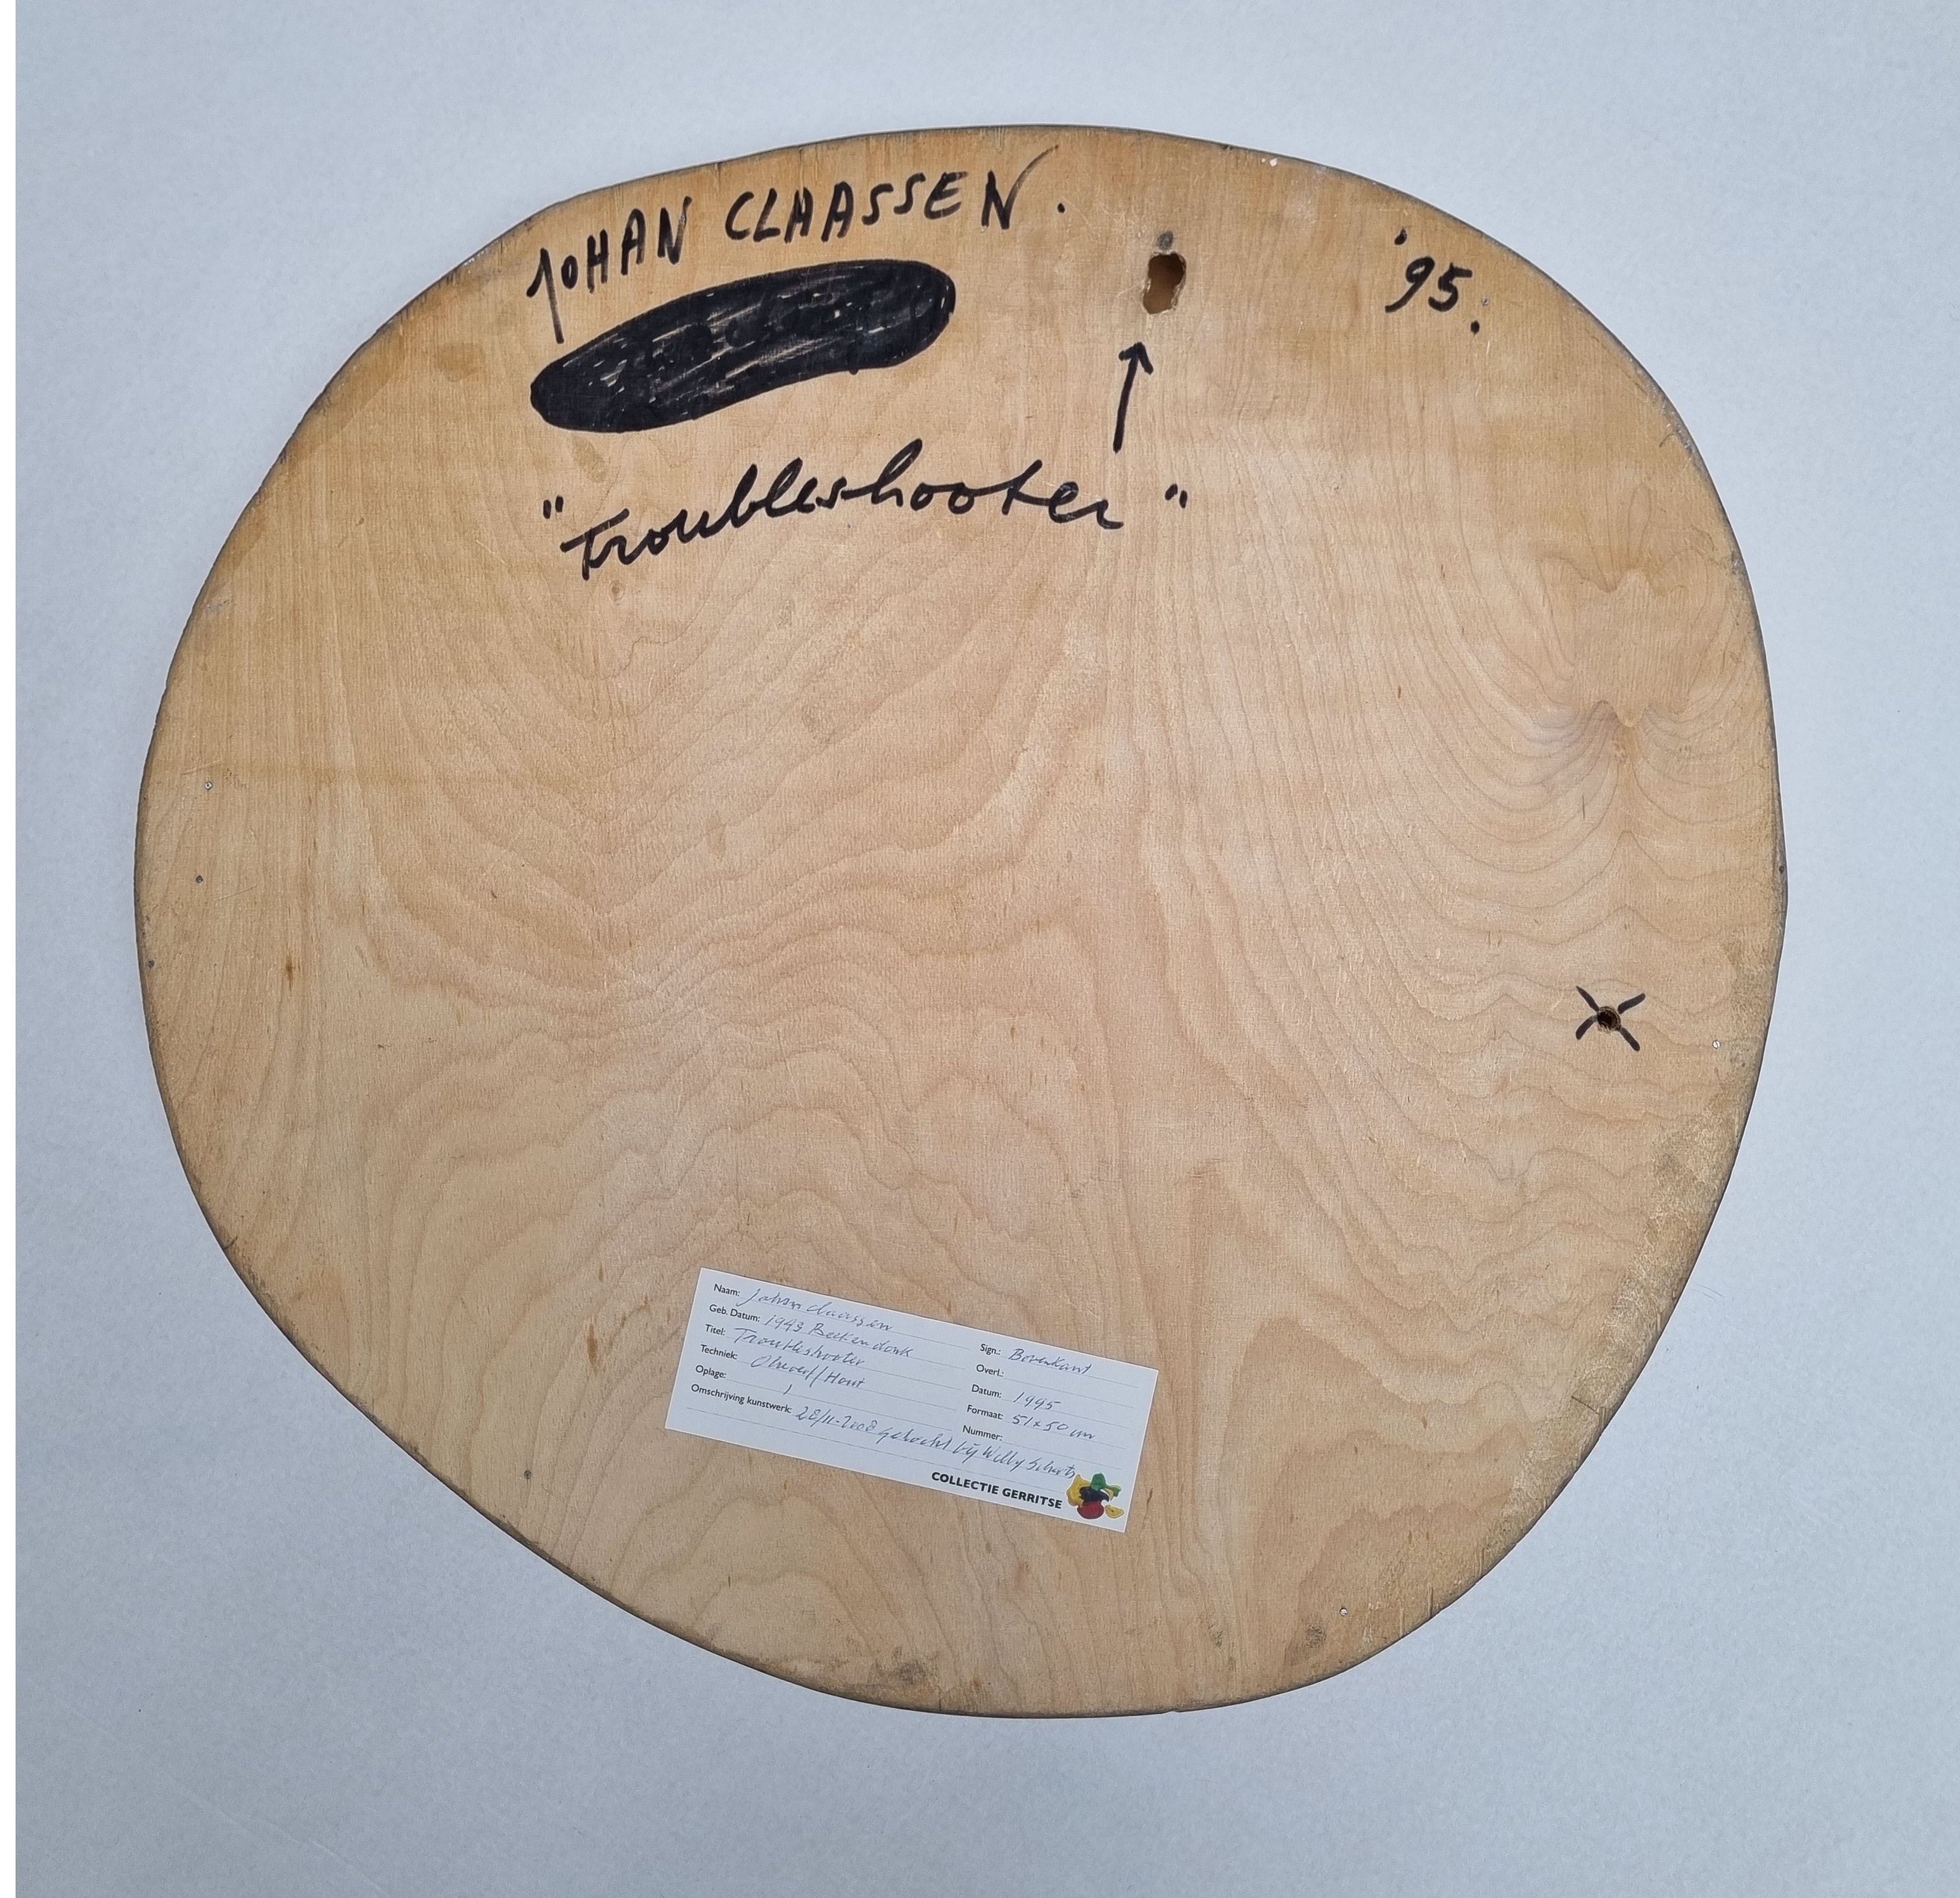 JOHAN CLAASSEN.
'95.
"Troubleshooter"
Naam: Johan Claassen
Geb. Datum: 1943 Beekendonk
Titel: Troubleshooter
Techniek: Olieverf/Hout
Oplage: 1
Omschrijving kunstwerk: 28/11-2008 gekocht bij Willy
Sign.: Bovenkant
Overl.:
Datum: 1995
Formaat: 51x50 cm
Nummer:
COLLECTIE GERRITSE